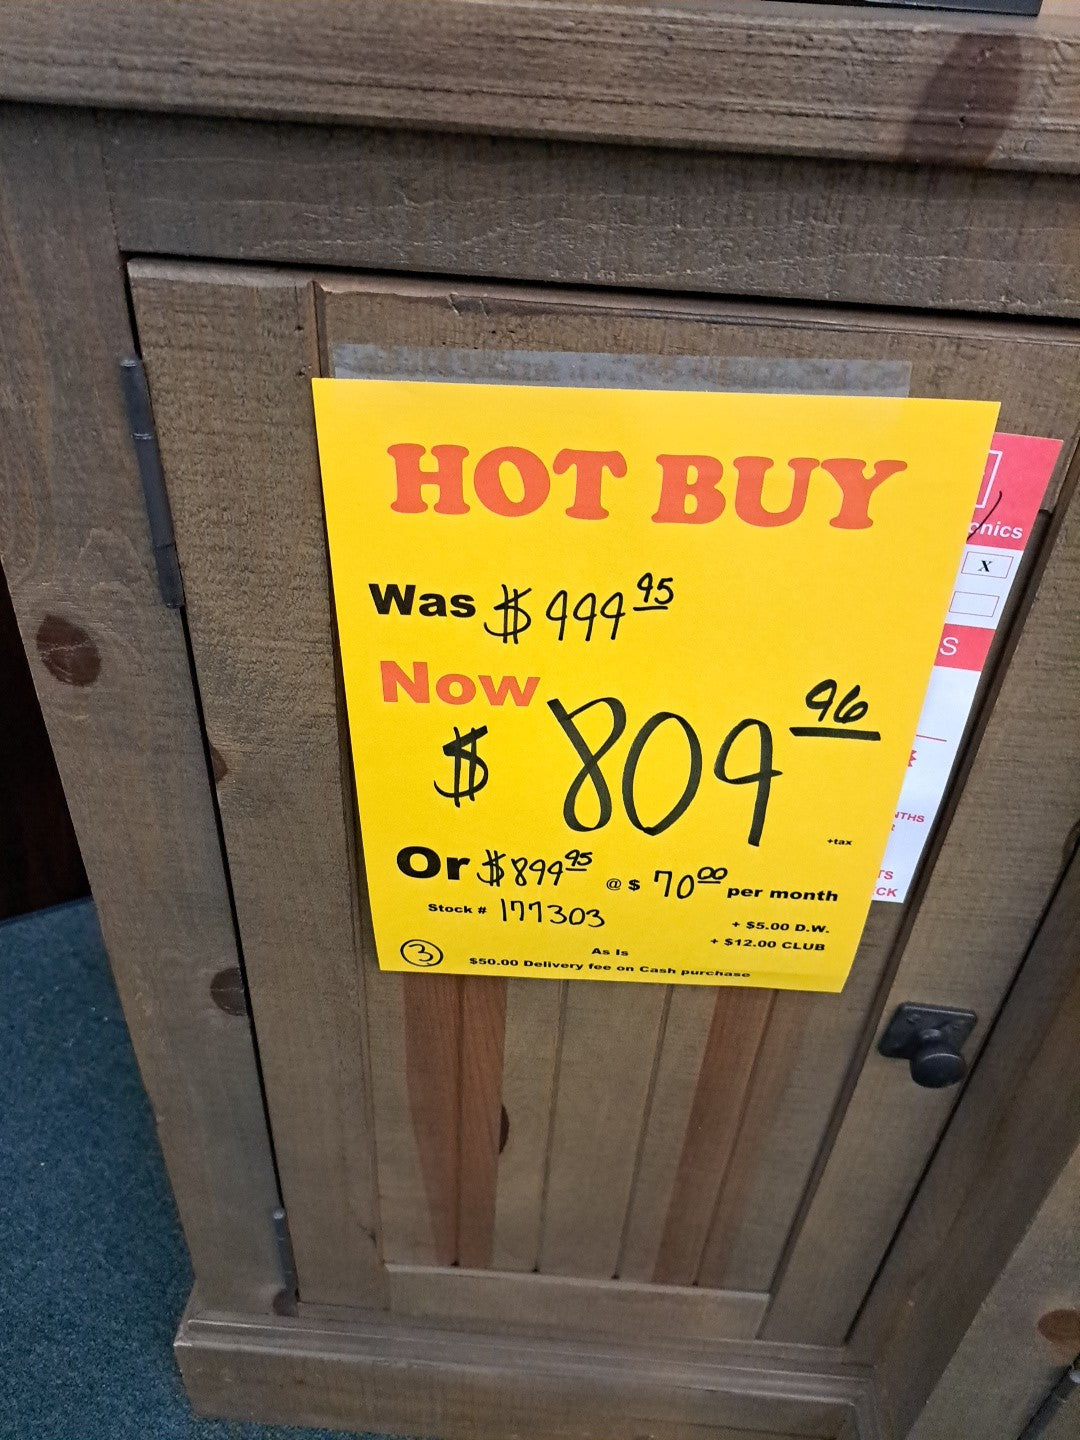 HOT BUY
Was $ 999 95
Now
$ 809 96
+tax
Or $899 95 @ $ 70 00 per month
Stock # 177303
+ $5.00 D.W.
+ $12.00 CLUB
3
As Is
$50.00 Delivery fee on Cash purchase
X
S